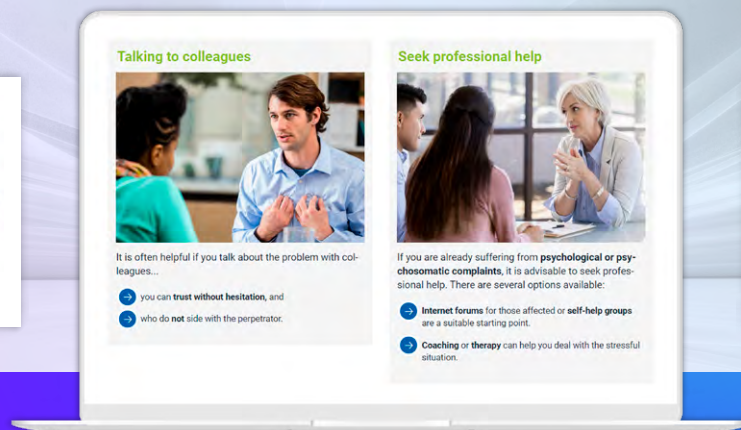 Talking to colleagues
It is often helpful if you talk about the problem with col-
leagues...
you can trust without hesitation, and
who do not side with the perpetrator.
Seek professional help
If you are already suffering from psychological or psy-
chosomatic complaints, it is advisable to seek profes-
sional help. There are several options available:
Internet forums for those affected or self-help groups
are a suitable starting point.
Coaching or therapy can help you deal with the stressful
situation.